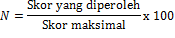 N = Skor yang diperoleh / Skor maksimal x 100